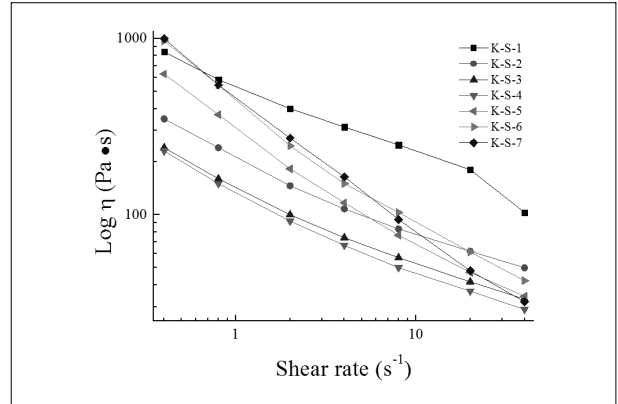 1000
100
Log η (Pa●s)
1
10
Shear rate (s⁻¹)
K-S-1
K-S-2
K-S-3
K-S-4
K-S-5
K-S-6
K-S-7